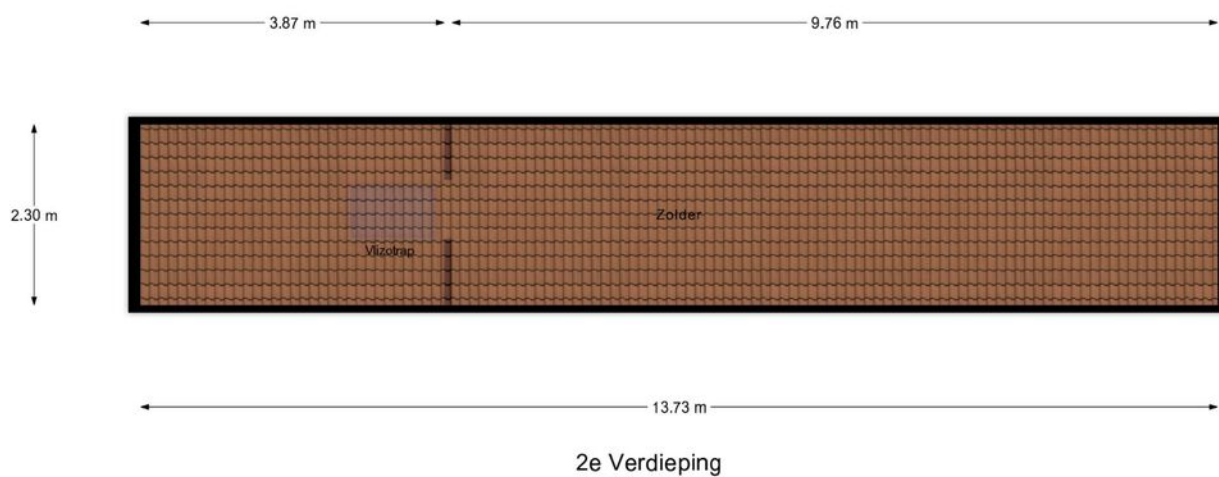 3.87 m
9.76 m
2.30 m
Zolder
Vlizotrap
13.73 m
2e Verdieping